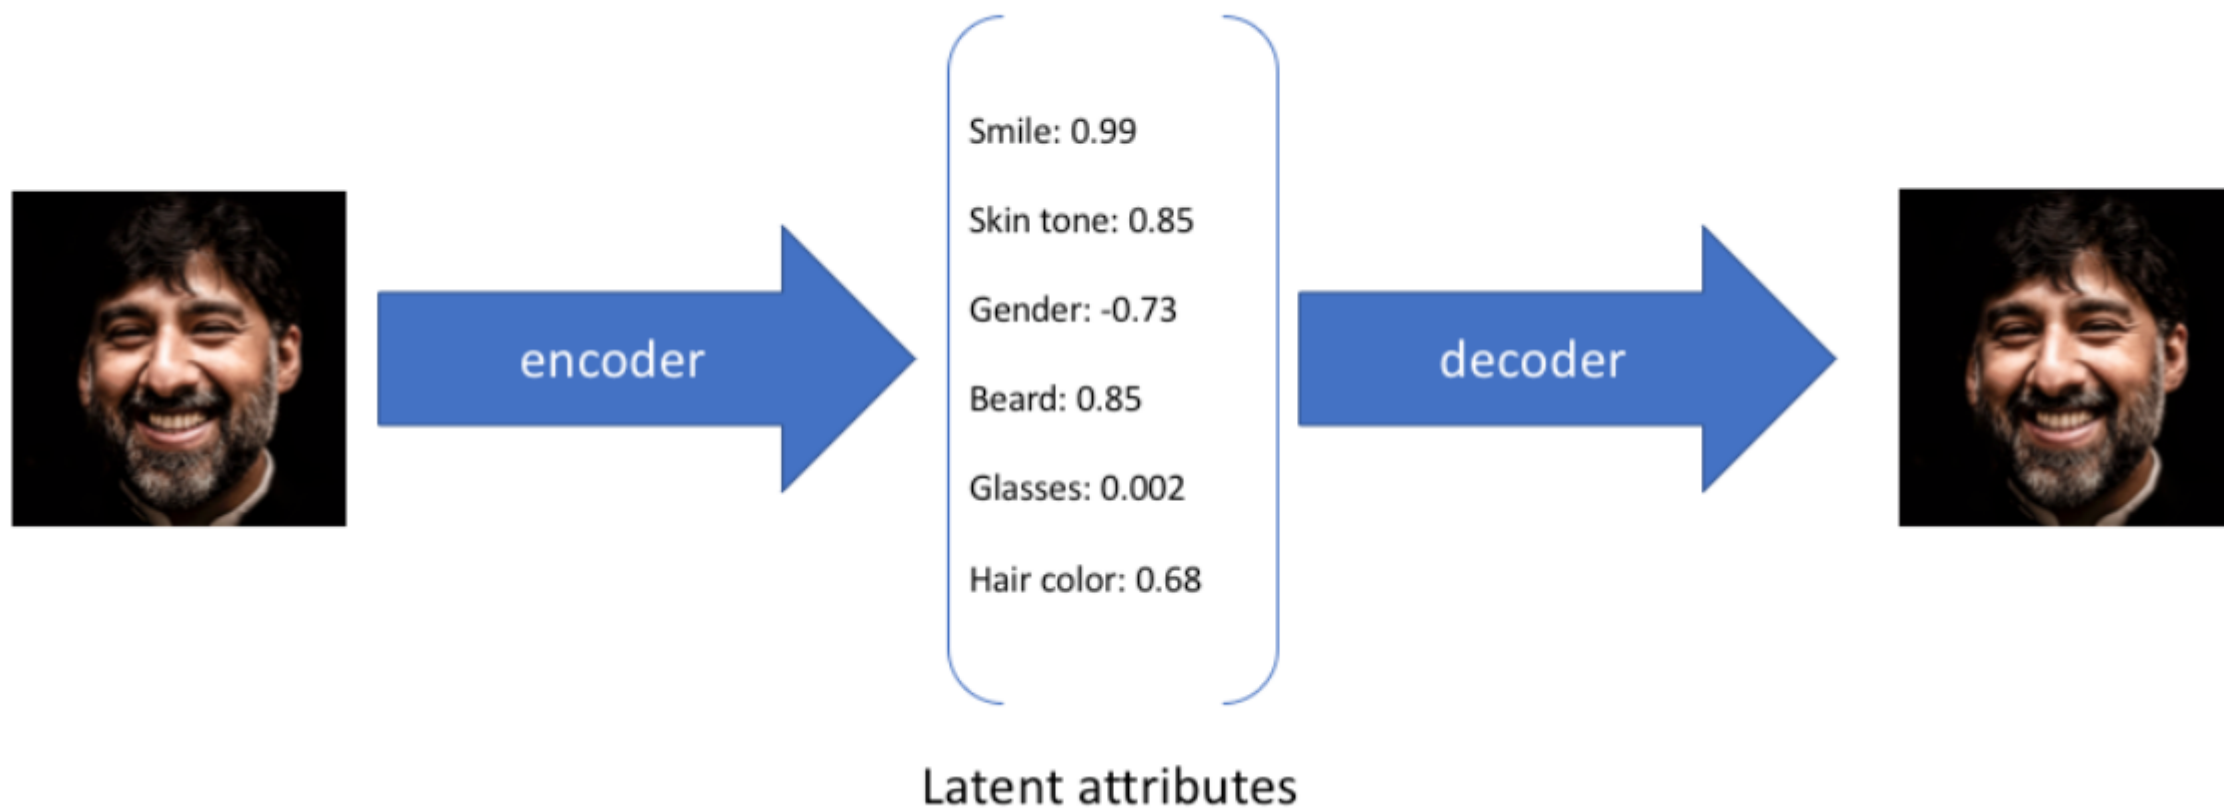 encoder
Smile: 0.99
Skin tone: 0.85
Gender: -0.73
Beard: 0.85
Glasses: 0.002
Hair color: 0.68
decoder
Latent attributes